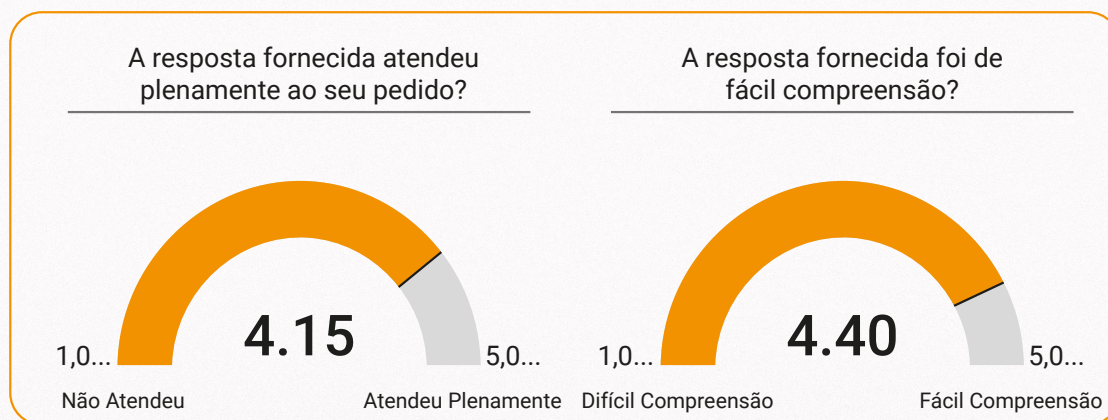 A resposta fornecida atendeu
plenamente ao seu pedido?
4.15
1,0...
5,0...
Não Atendeu
Atendeu Plenamente
A resposta fornecida foi de
fácil compreensão?
4.40
1,0...
5,0...
Difícil Compreensão
Fácil Compreensão